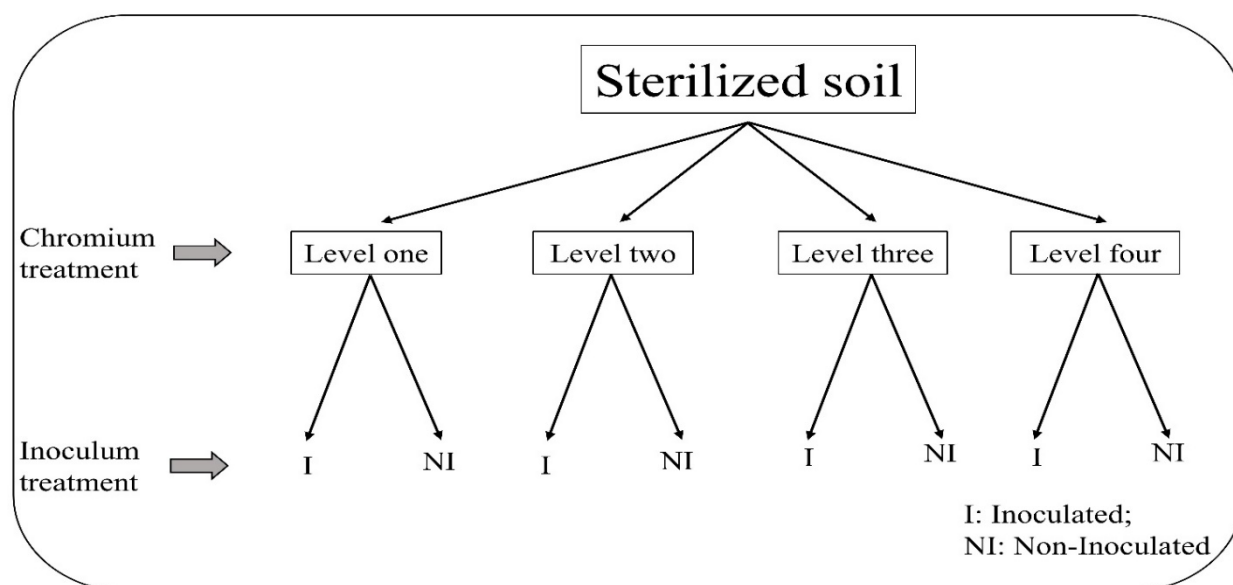 Sterilized soil
Chromium
treatment
Level one
Level two
Level three
Level four
Inoculum
treatment
I
NI
I
NI
I
NI
I
NI
I: Inoculated;
NI: Non-Inoculated